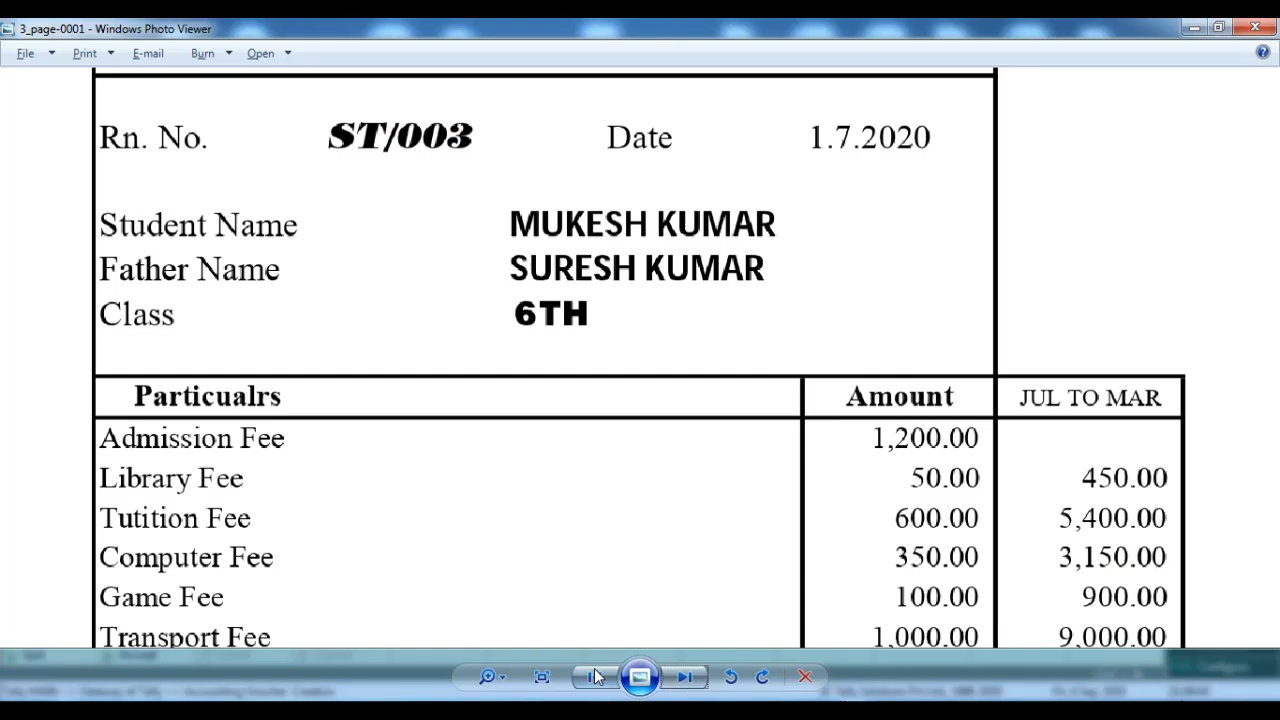 3_page-0001 - Windows Photo Viewer
File Print E-mail Burn Open
Rn. No. ST/003 Date 1.7.2020
Student Name MUKESH KUMAR
Father Name SURESH KUMAR
Class 6TH
Particualrs Amount JUL TO MAR
Admission Fee 1,200.00
Library Fee 50.00 450.00
Tutition Fee 600.00 5,400.00
Computer Fee 350.00 3,150.00
Game Fee 100.00 900.00
Transport Fee 1,000.00 9,000.00